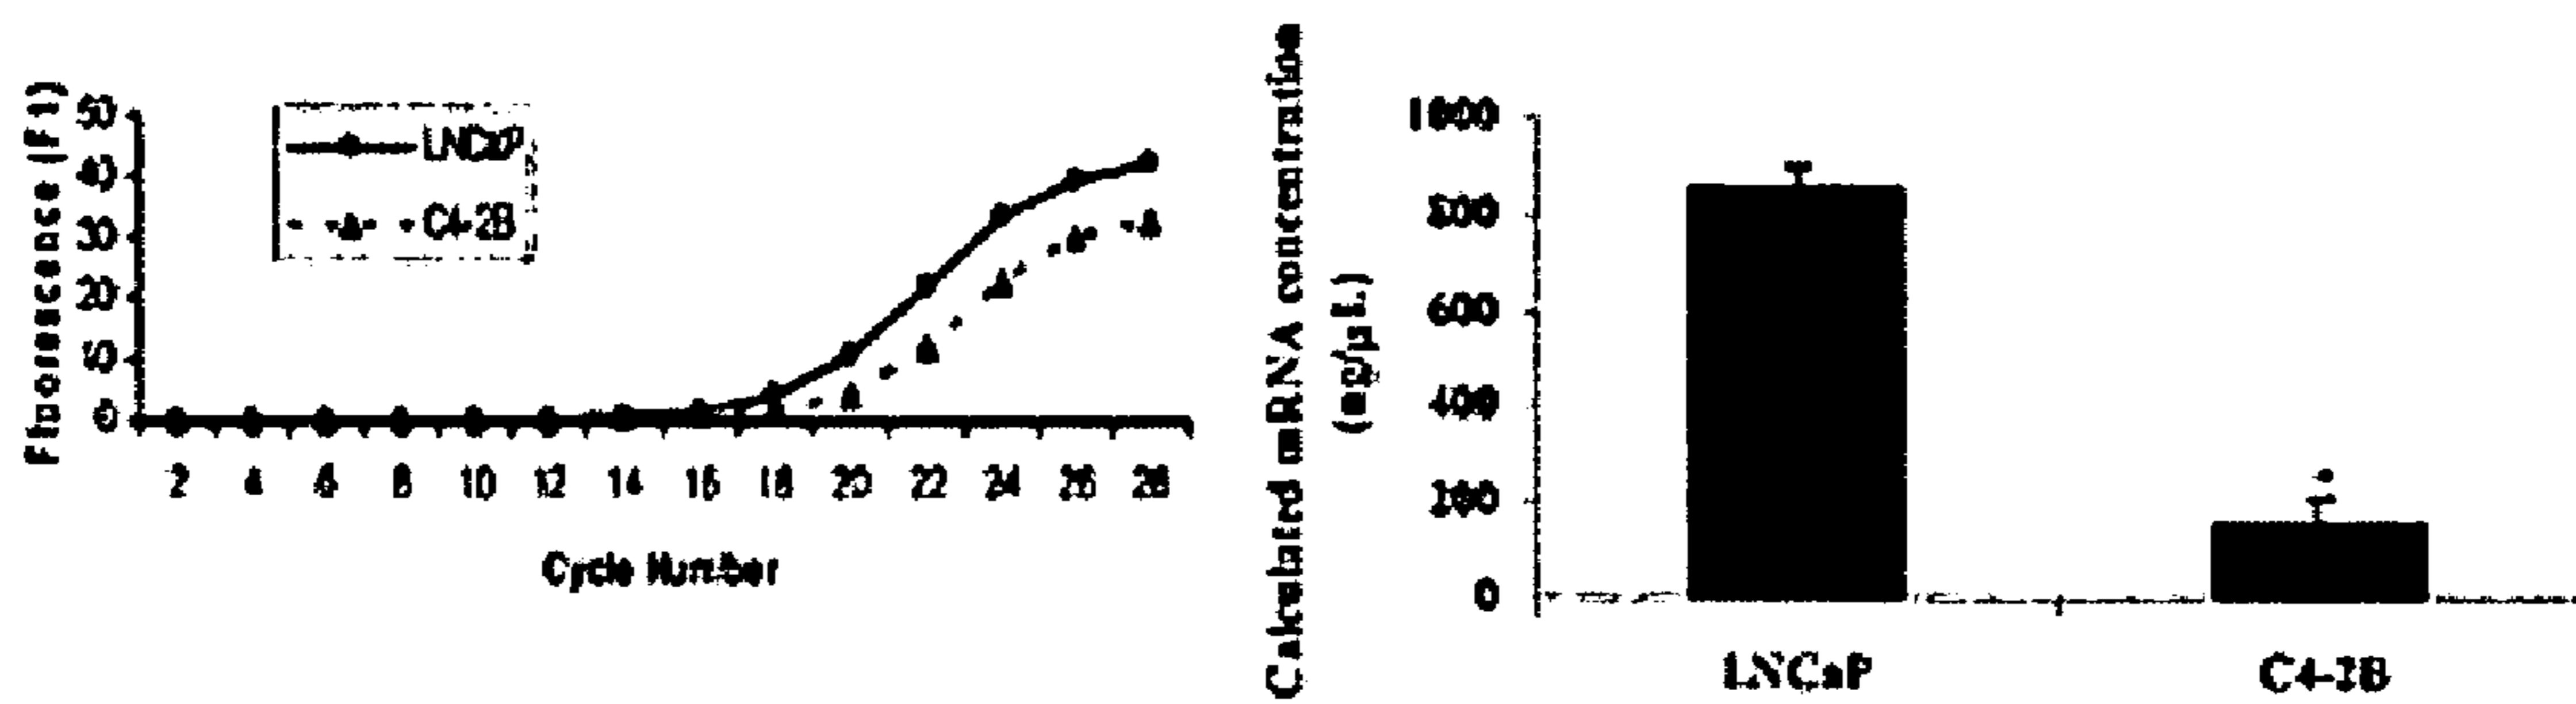 Fluorescence (F1)
50
40
30
20
10
0
LNCaP
C4-2B
2 4 6 8 10 12 14 16 18 20 22 24 26 28
Cycle Number
Calculated mRNA concentration
(ng/µL)
1000
800
600
400
200
0
LNCaP
C4-2B